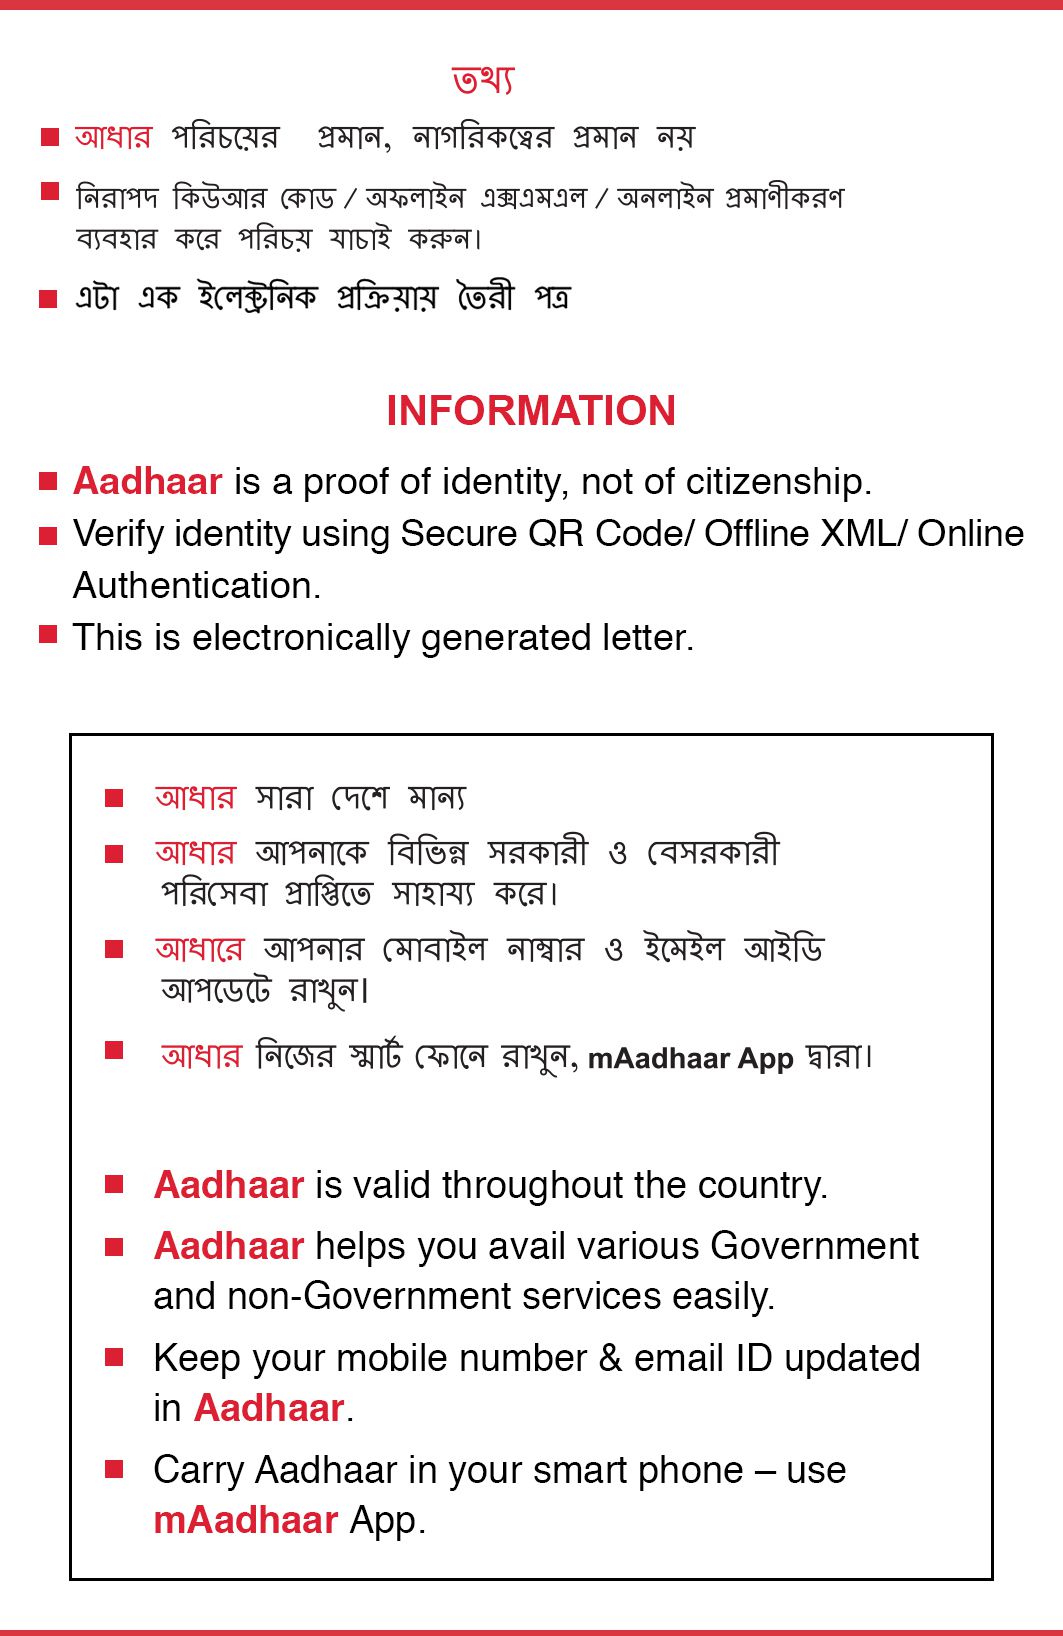 তথ্য
আধার পরিচয়ের প্রমান, নাগরিকত্বের প্রমান নয়
নিরাপদ কিউআর কোড / অফলাইন এক্সএমএল / অনলাইন প্রমাণীকরণ
ব্যবহার করে পরিচয় যাচাই করুন।
এটা এক ইলেক্ট্রনিক প্রক্রিয়ায় তৈরী পত্র
INFORMATION
Aadhaar is a proof of identity, not of citizenship.
Verify identity using Secure QR Code/ Offline XML/ Online
Authentication.
This is electronically generated letter.
আধার সারা দেশে মান্য
আধার আপনাকে বিভিন্ন সরকারী ও বেসরকারী
পরিসেবা প্রাপ্তিতে সাহায্য করে।
আধারে আপনার মোবাইল নাম্বার ও ইমেইল আইডি
আপডেটে রাখুন।
আধার নিজের স্মার্ট ফোনে রাখুন, mAadhaar App দ্বারা।
Aadhaar is valid throughout the country.
Aadhaar helps you avail various Government
and non-Government services easily.
Keep your mobile number & email ID updated
in Aadhaar.
Carry Aadhaar in your smart phone – use
mAadhaar App.